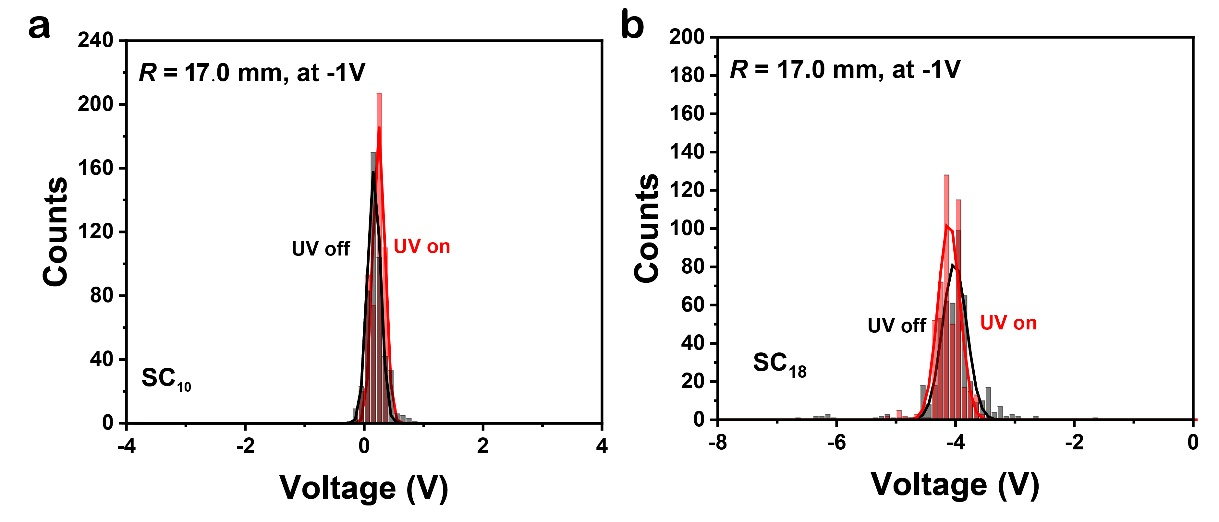 a
240
200
160
120
80
40
0
Counts
R = 17.0 mm, at -1V
UV off
UV on
SC10
-4
-2
0
2
4
Voltage (V)
b
200
180
160
140
120
100
80
60
40
20
0
Counts
R = 17.0 mm, at -1V
UV off
UV on
SC18
-8
-6
-4
-2
0
Voltage (V)